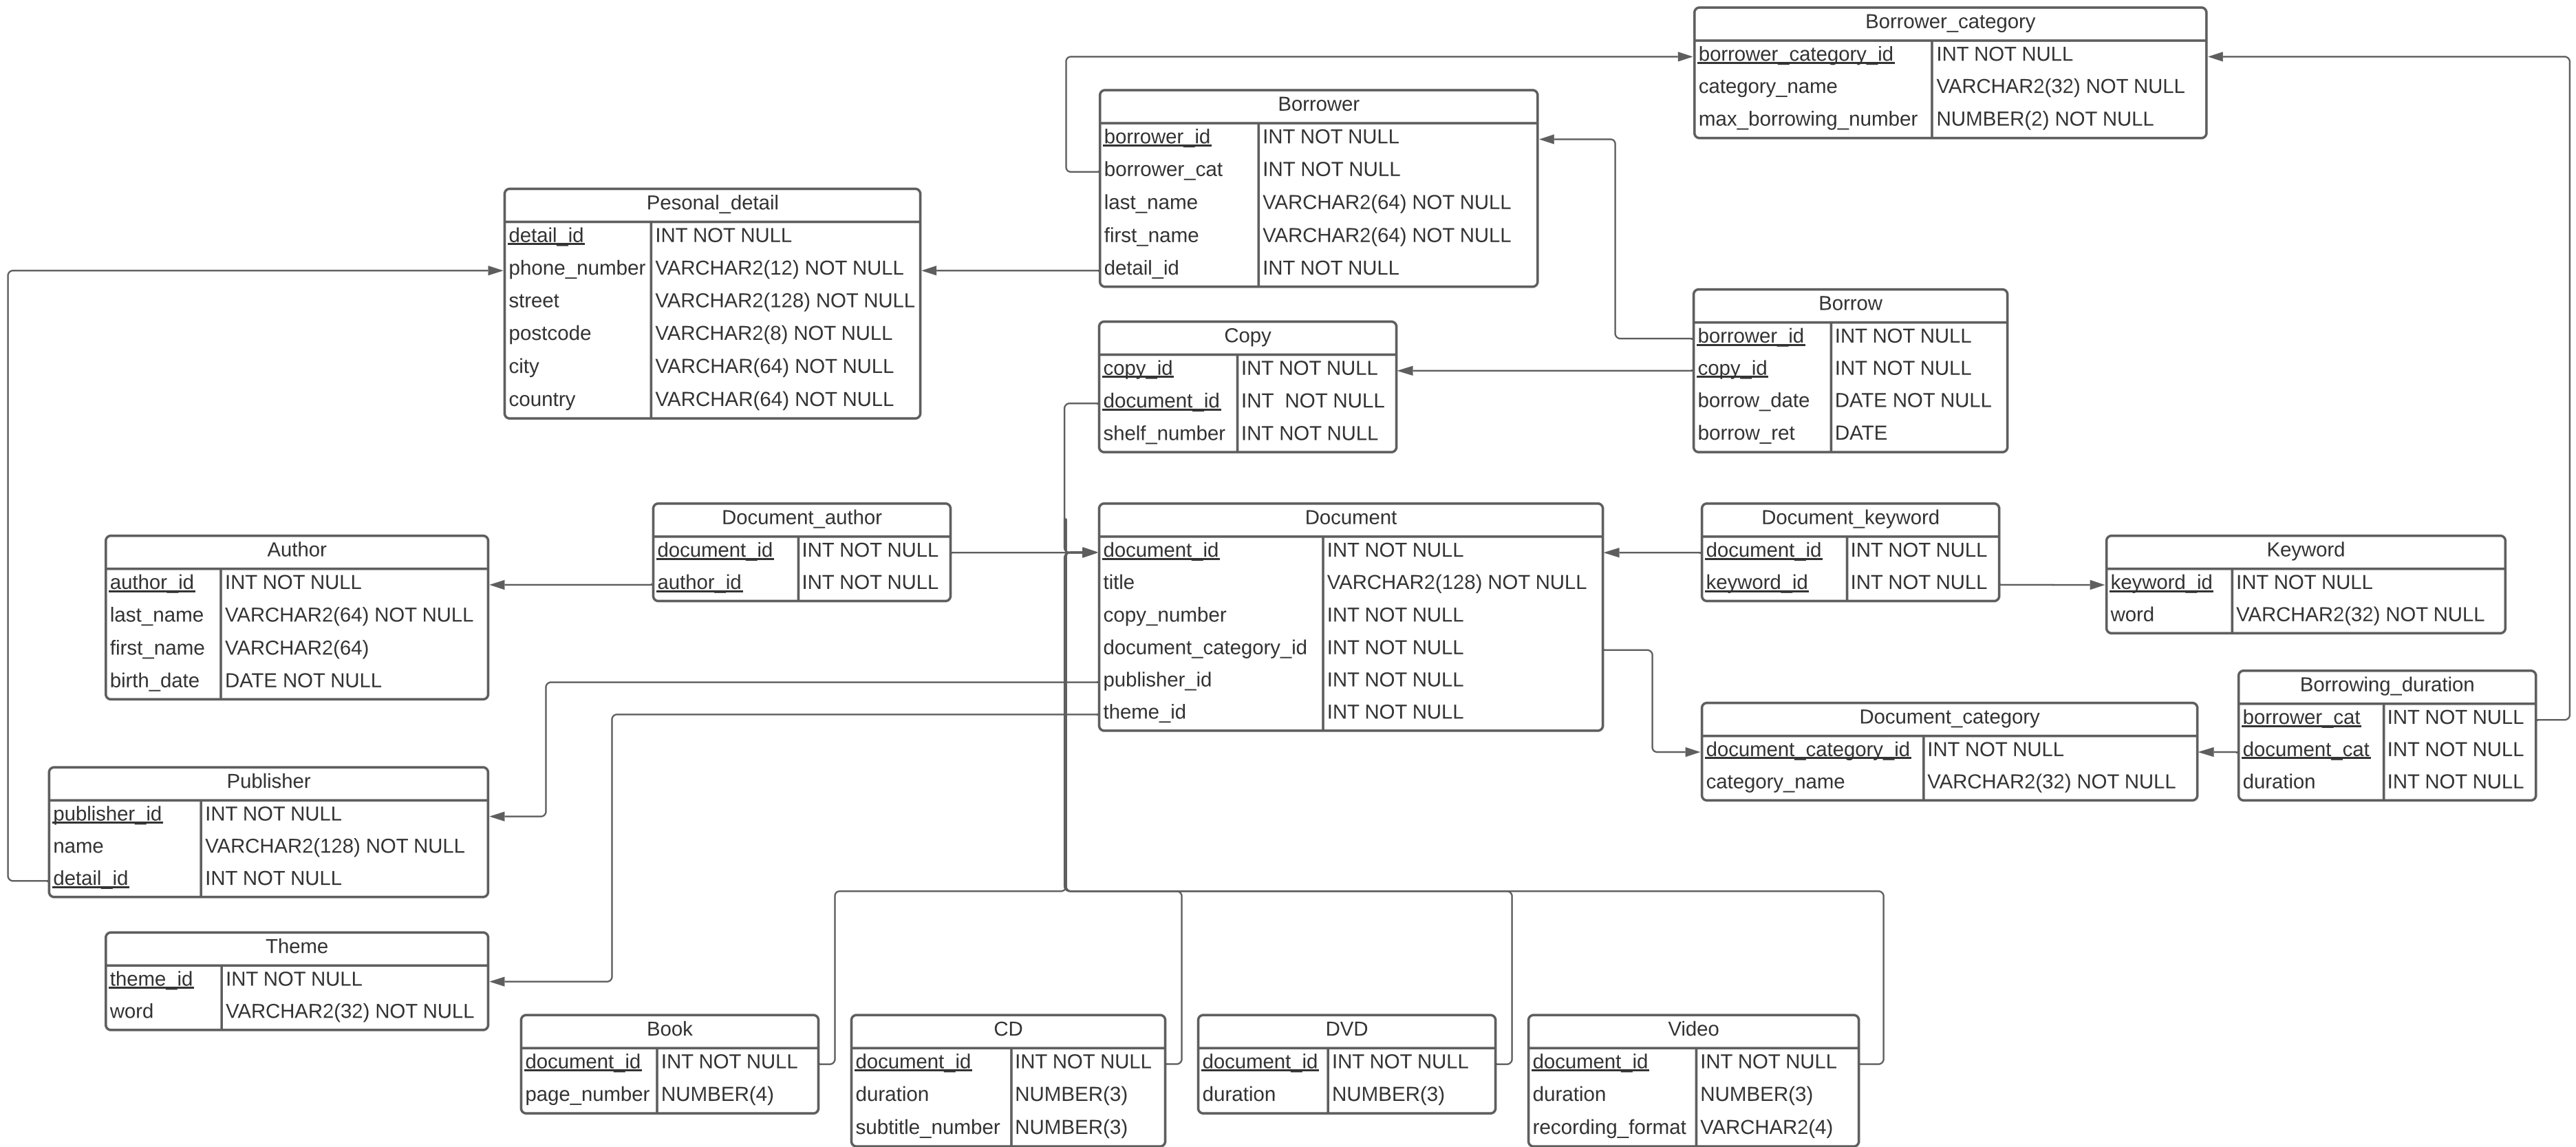 Borrower_category
borrower_category_id INT NOT NULL
category_name VARCHAR2(32) NOT NULL
max_borrowing_number NUMBER(2) NOT NULL
Borrower
borrower_id INT NOT NULL
borrower_cat INT NOT NULL
last_name VARCHAR2(64) NOT NULL
first_name VARCHAR2(64) NOT NULL
detail_id INT NOT NULL
Pesonal_detail
detail_id INT NOT NULL
phone_number VARCHAR2(12) NOT NULL
street VARCHAR2(128) NOT NULL
postcode VARCHAR2(8) NOT NULL
city VARCHAR(64) NOT NULL
country VARCHAR(64) NOT NULL
Borrow
borrower_id INT NOT NULL
copy_id INT NOT NULL
borrow_date DATE NOT NULL
borrow_ret DATE
Copy
copy_id INT NOT NULL
document_id INT NOT NULL
shelf_number INT NOT NULL
Document_author
document_id INT NOT NULL
author_id INT NOT NULL
Document
document_id INT NOT NULL
title VARCHAR2(128) NOT NULL
copy_number INT NOT NULL
document_category_id INT NOT NULL
publisher_id INT NOT NULL
theme_id INT NOT NULL
Document_keyword
document_id INT NOT NULL
keyword_id INT NOT NULL
Author
author_id INT NOT NULL
last_name VARCHAR2(64) NOT NULL
first_name VARCHAR2(64)
birth_date DATE NOT NULL
Keyword
keyword_id INT NOT NULL
word VARCHAR2(32) NOT NULL
Borrowing_duration
borrower_cat INT NOT NULL
document_cat INT NOT NULL
duration INT NOT NULL
Document_category
document_category_id INT NOT NULL
category_name VARCHAR2(32) NOT NULL
Publisher
publisher_id INT NOT NULL
name VARCHAR2(128) NOT NULL
detail_id INT NOT NULL
Theme
theme_id INT NOT NULL
word VARCHAR2(32) NOT NULL
Book
document_id INT NOT NULL
page_number NUMBER(4)
CD
document_id INT NOT NULL
duration NUMBER(3)
subtitle_number NUMBER(3)
DVD
document_id INT NOT NULL
duration NUMBER(3)
Video
document_id INT NOT NULL
duration NUMBER(3)
recording_format VARCHAR2(4)